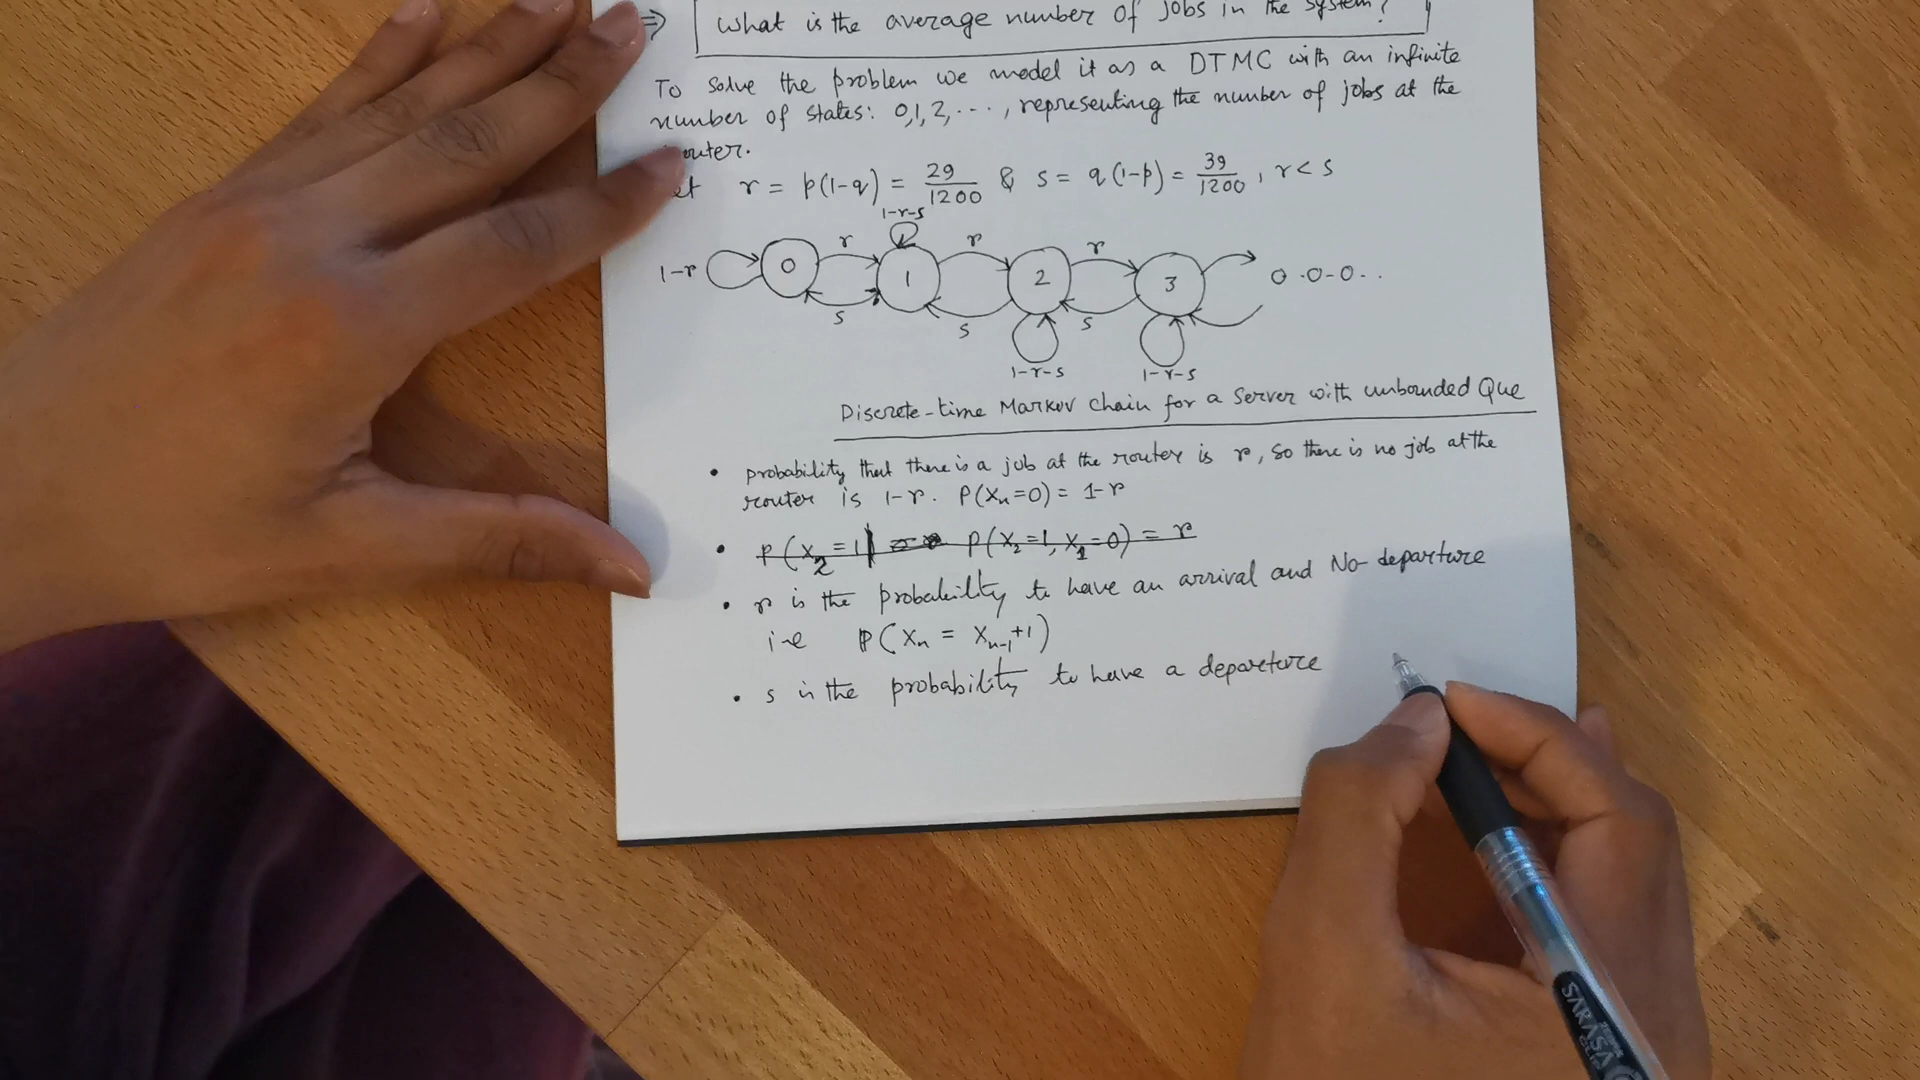 ⇒ What is the average number of jobs in the system?
To solve the problem we model it as a DTMC with an infinite
number of states: 0,1,2,..., representing the number of jobs at the
router.
r = p(1-q) = 29/1200 & s = q(1-p) = 39/1200, r < s
1-r-s
r r r
1-r 0 1 2 3 0.0-0-..
s s s
1-r-s 1-r-s
Discrete-time Markov Chain for a Server with unbounded Que
• probability that there is a job at the router is r, so there is no job at the
router is 1-r. P(Xn=0) = 1-r
• P(X2=1| P(X2=1, X1=0) = r
• r is the probability to have an arrival and No-departure
i-e P(Xn = Xn-1+1)
• s is the probability to have a departure
SARASA